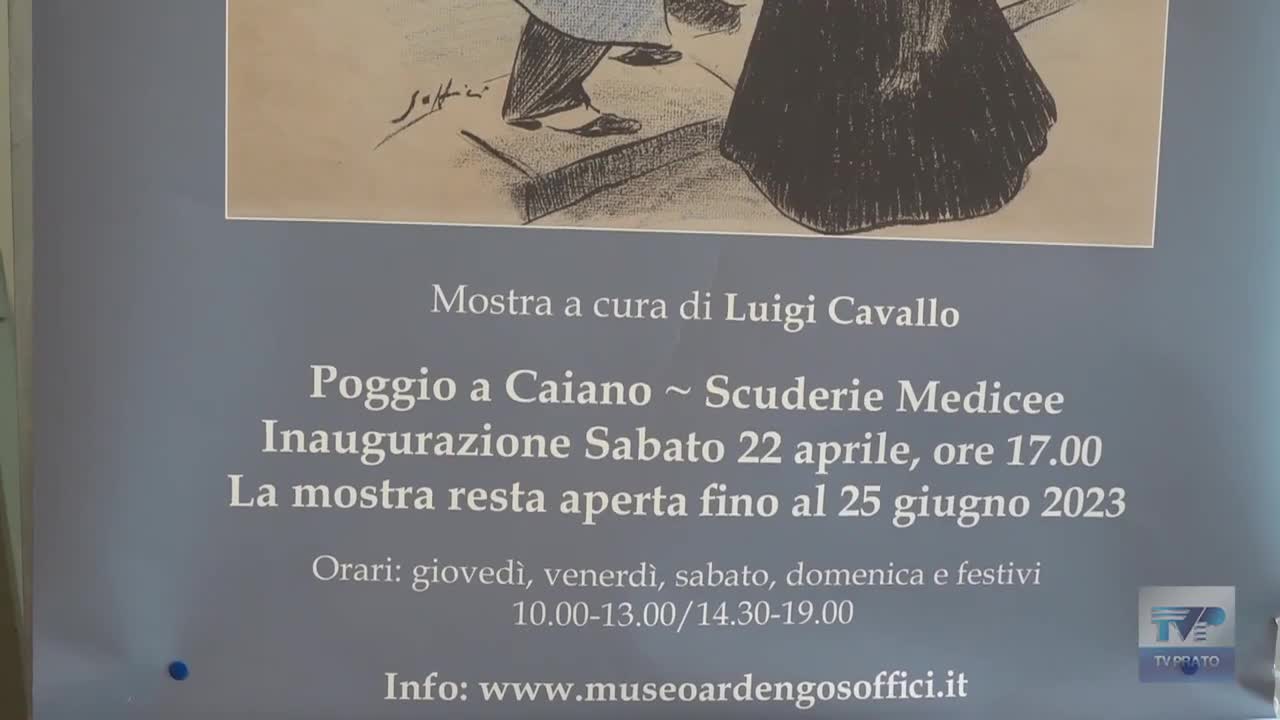 Soffici
Mostra a cura di Luigi Cavallo
Poggio a Caiano ~ Scuderie Medicee
Inaugurazione Sabato 22 aprile, ore 17.00
La mostra resta aperta fino al 25 giugno 2023
Orari: giovedì, venerdì, sabato, domenica e festivi
10.00-13.00/14.30-19.00
Info: www.museoardengosoffici.it
TVP
TV PRATO